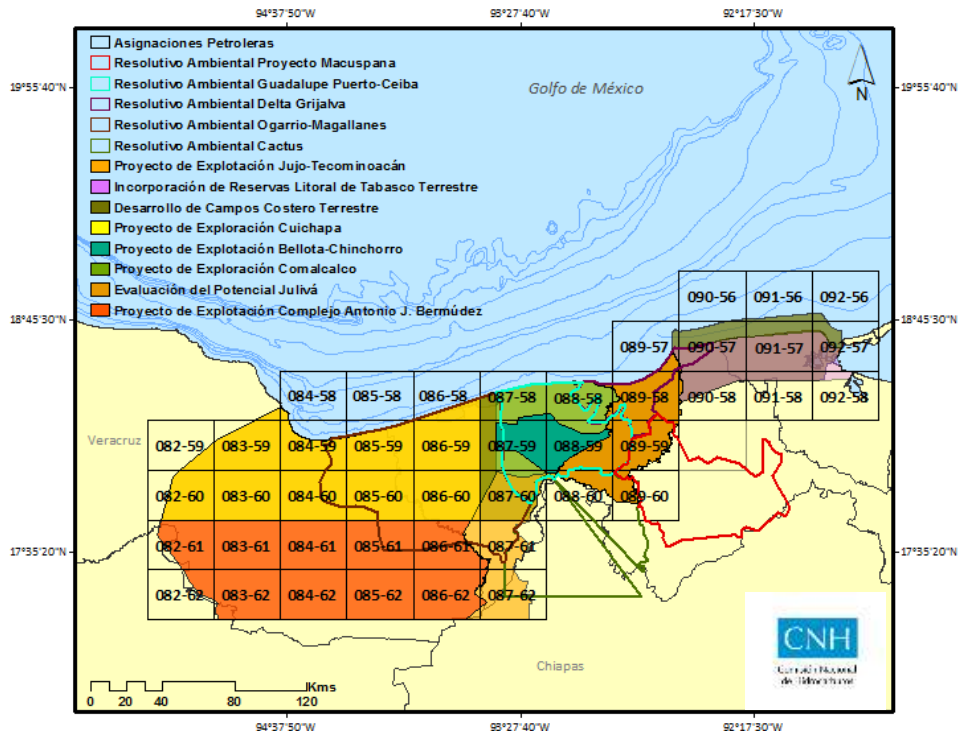 94°37'50"W 93°27'40"W 92°17'30"W
19°55'40"N
19°55'40"N
18°45'30"N
18°45'30"N
17°35'20"N
17°35'20"N
Asignaciones Petroleras
Resolutivo Ambiental Proyecto Macuspana
Resolutivo Ambiental Guadalupe Puerto-Ceiba
Resolutivo Ambiental Delta Grijalva
Resolutivo Ambiental Ogarrio-Magallanes
Resolutivo Ambiental Cactus
Proyecto de Explotación Jujo-Tecominoacán
Incorporación de Reservas Litoral de Tabasco Terrestre
Desarrollo de Campos Costero Terrestre
Proyecto de Exploración Cuichapa
Proyecto de Explotación Bellota-Chinchorro
Proyecto de Exploración Comalcalco
Evaluación del Potencial Julivá
Proyecto de Explotación Complejo Antonio J. Bermúdez
Golfo de México
N
090-56 091-56 092-56
089-57 090-57 091-57 092-57
084-58 085-58 086-58 087-58 088-58 089-58 090-58 091-58 092-58
Veracruz
082-59 083-59 084-59 085-59 086-59 087-59 088-59 089-59
082-60 083-60 084-60 085-60 086-60 087-60 088-60 089-60
082-61 083-61 084-61 085-61 086-61 087-61
082-62 083-62 084-62 085-62 086-62 087-62
Chiapas
CNH
Comisión Nacional
de Hidrocarburos
Kms
0 20 40 80 120
94°37'50"W 93°27'40"W 92°17'30"W